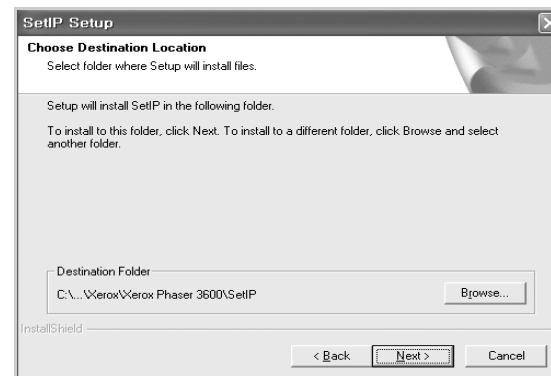 SetIP Setup
Choose Destination Location
Select folder where Setup will install files.
Setup will install SetIP in the following folder.
To install to this folder, click Next. To install to a different folder, click Browse and select
another folder.
Destination Folder
C:\...\Xerox\Xerox Phaser 3600\SetIP
Browse...
InstallShield
< Back
Next >
Cancel